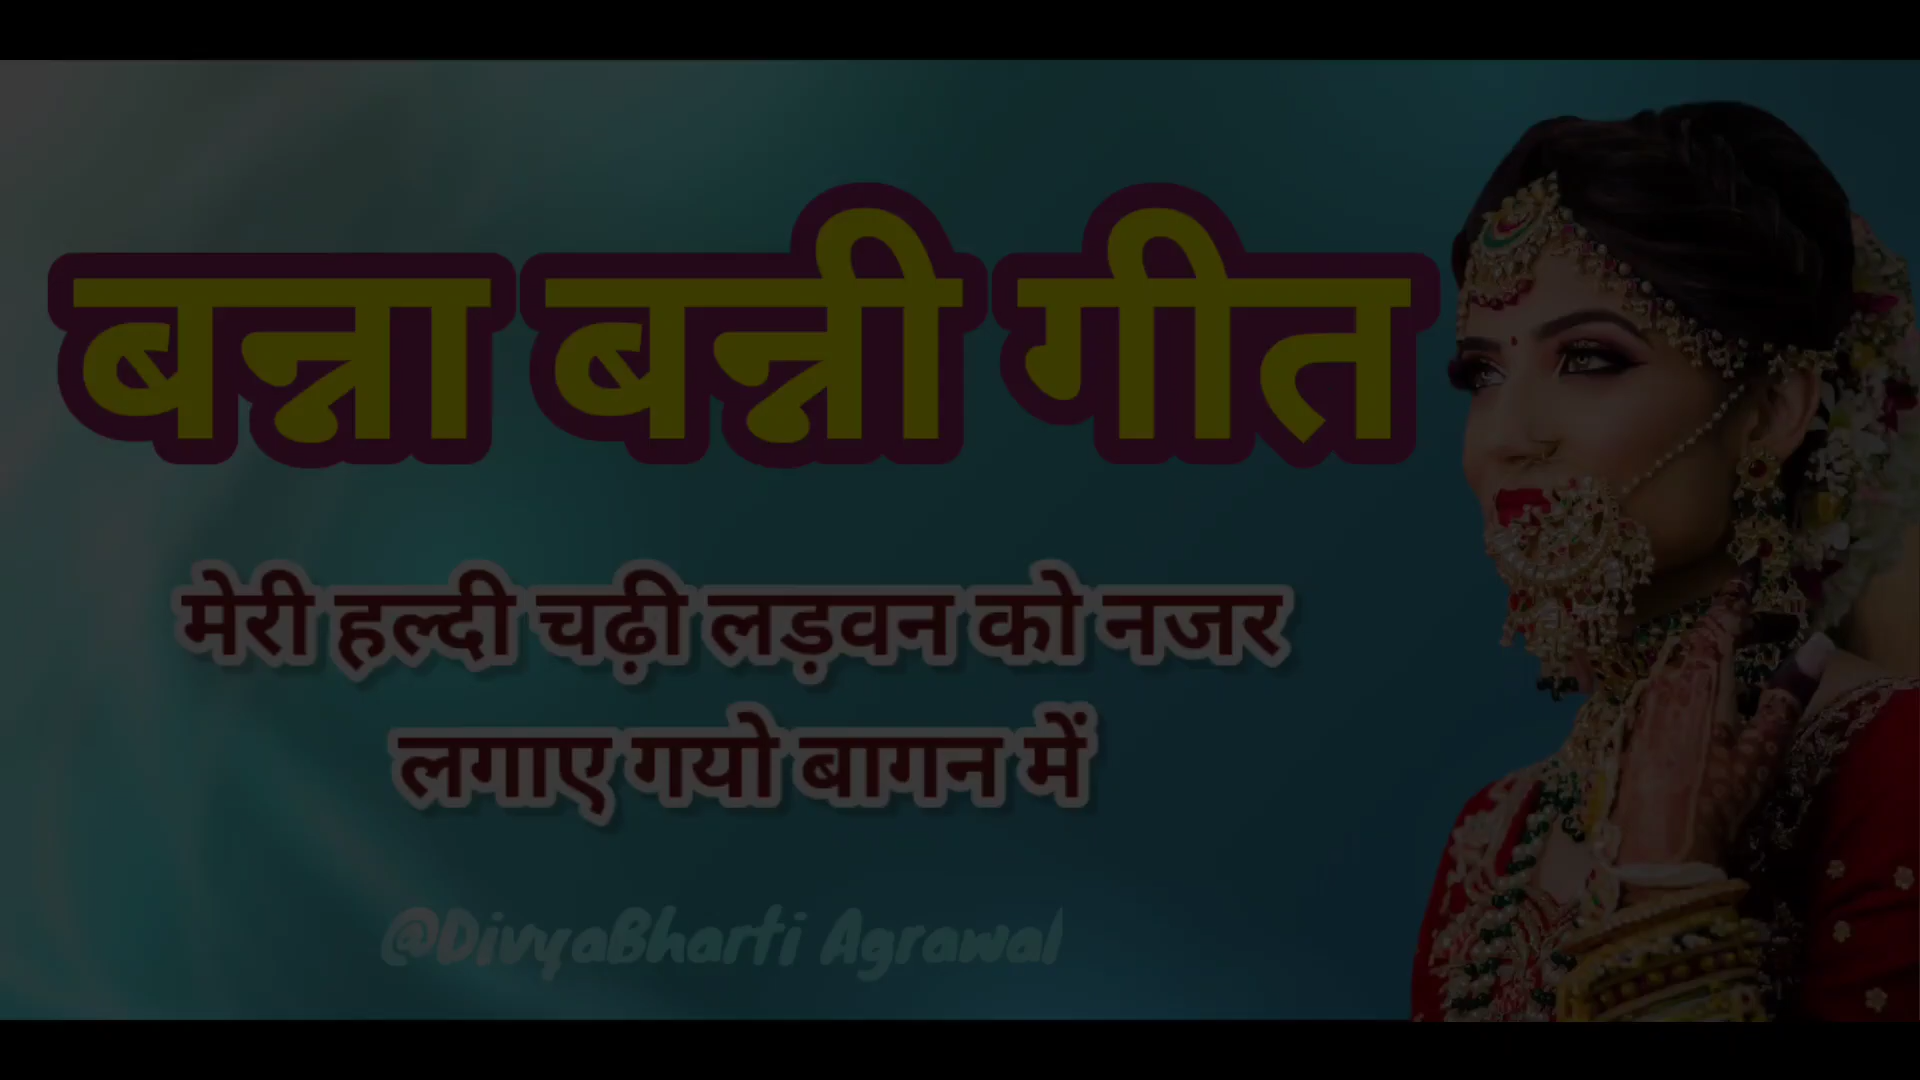 बन्ना बन्नी गीत
मेरी हल्दी चढ़ी लड़वन को नजर
लगाए गयो बागन में
@DivyaBharti Agrawal